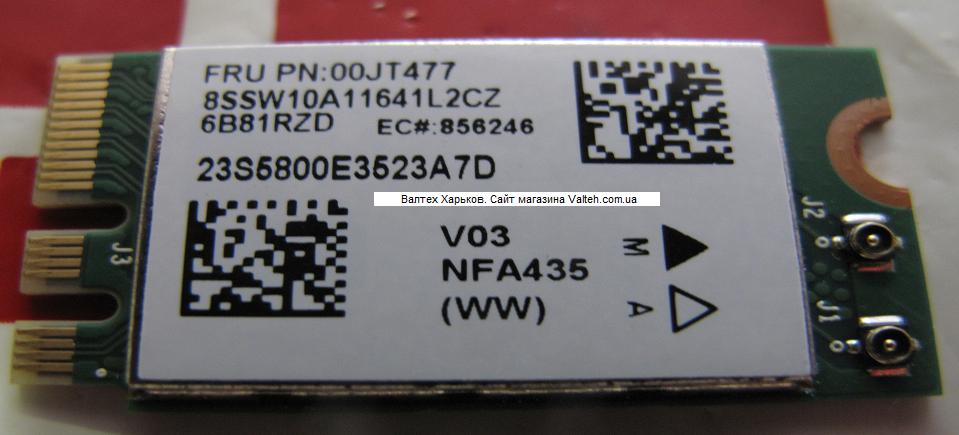 FRU PN:00JT477
8SSW10A11641L2CZ
6B81RZD EC#:856246
23S5800E3523A7D
Валтех Харьков. Сайт магазина Valteh.com.ua
V03
NFA435
(WW)
M
A
J3
J2
J1